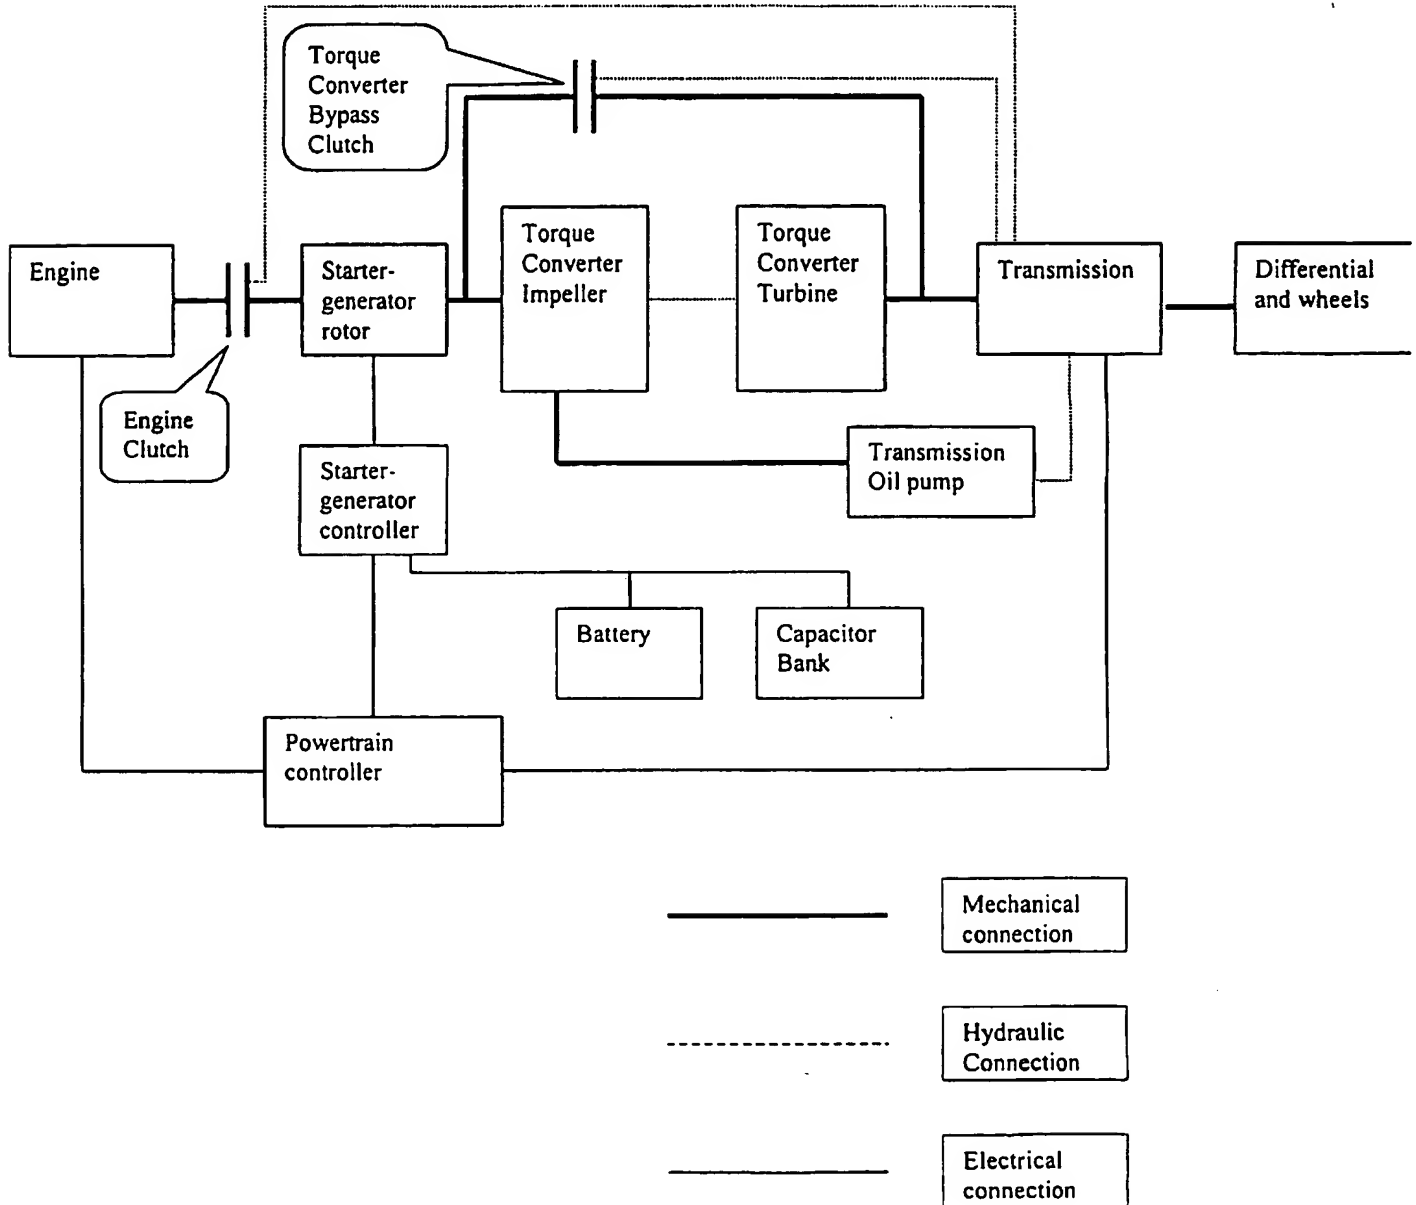 Torque
Converter
Bypass
Clutch
Engine
Starter-
generator
rotor
Torque
Converter
Impeller
Torque
Converter
Turbine
Transmission
Differential
and wheels
Engine
Clutch
Starter-
generator
controller
Transmission
Oil pump
Battery
Capacitor
Bank
Powertrain
controller
Mechanical
connection
Hydraulic
Connection
Electrical
connection